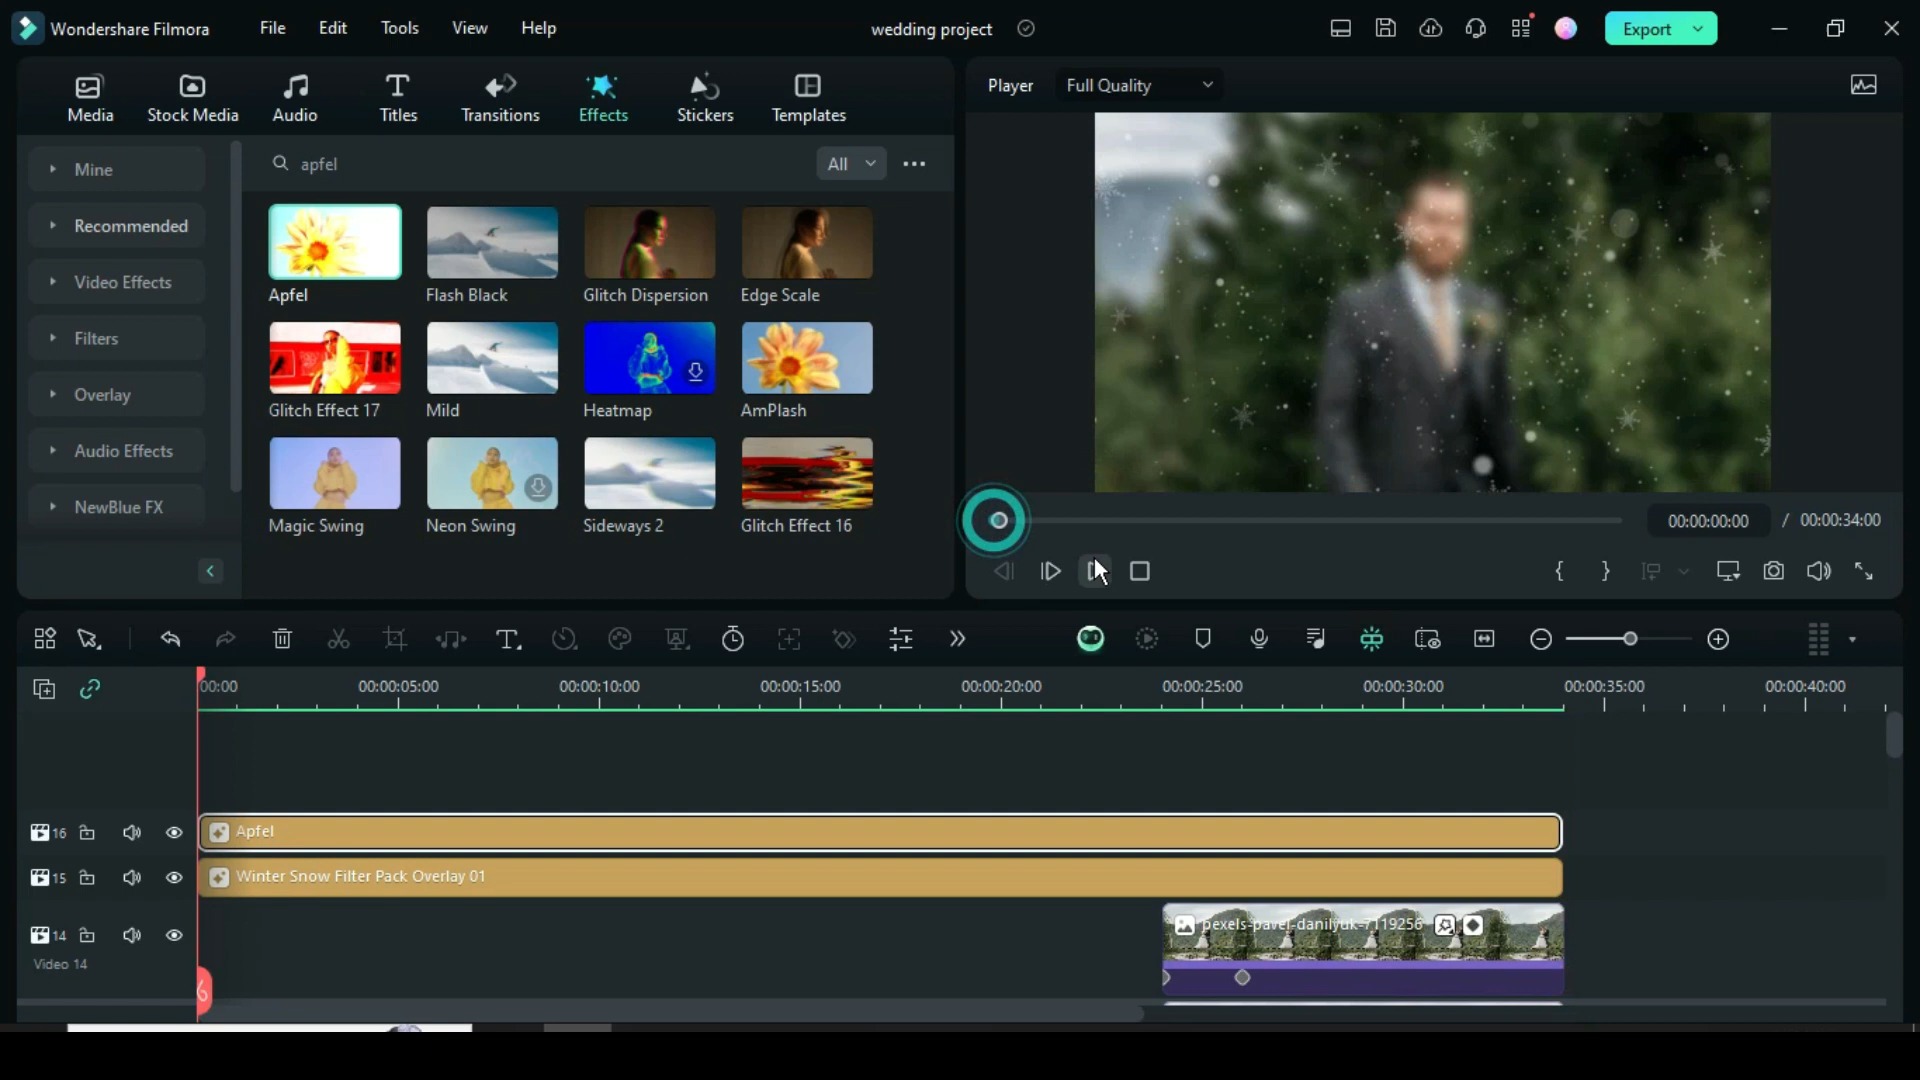 Wondershare Filmora File Edit Tools View Help wedding project Export
Media Stock Media Audio Titles Transitions Effects Stickers Templates
Player Full Quality
Mine
Recommended
Video Effects
Filters
Overlay
Audio Effects
NewBlue FX
apfel All
Apfel Flash Black Glitch Dispersion Edge Scale
Glitch Effect 17 Mild Heatmap AmPlash
Magic Swing Neon Swing Sideways 2 Glitch Effect 16
00:00:00:00 / 00:00:34:00
00:00 00:00:05:00 00:00:10:00 00:00:15:00 00:00:20:00 00:00:25:00 00:00:30:00 00:00:35:00 00:00:40:00
16 Apfel
15 Winter Snow Filter Pack Overlay 01
14 pexels-pavel-danilyuk-7119256
Video 14